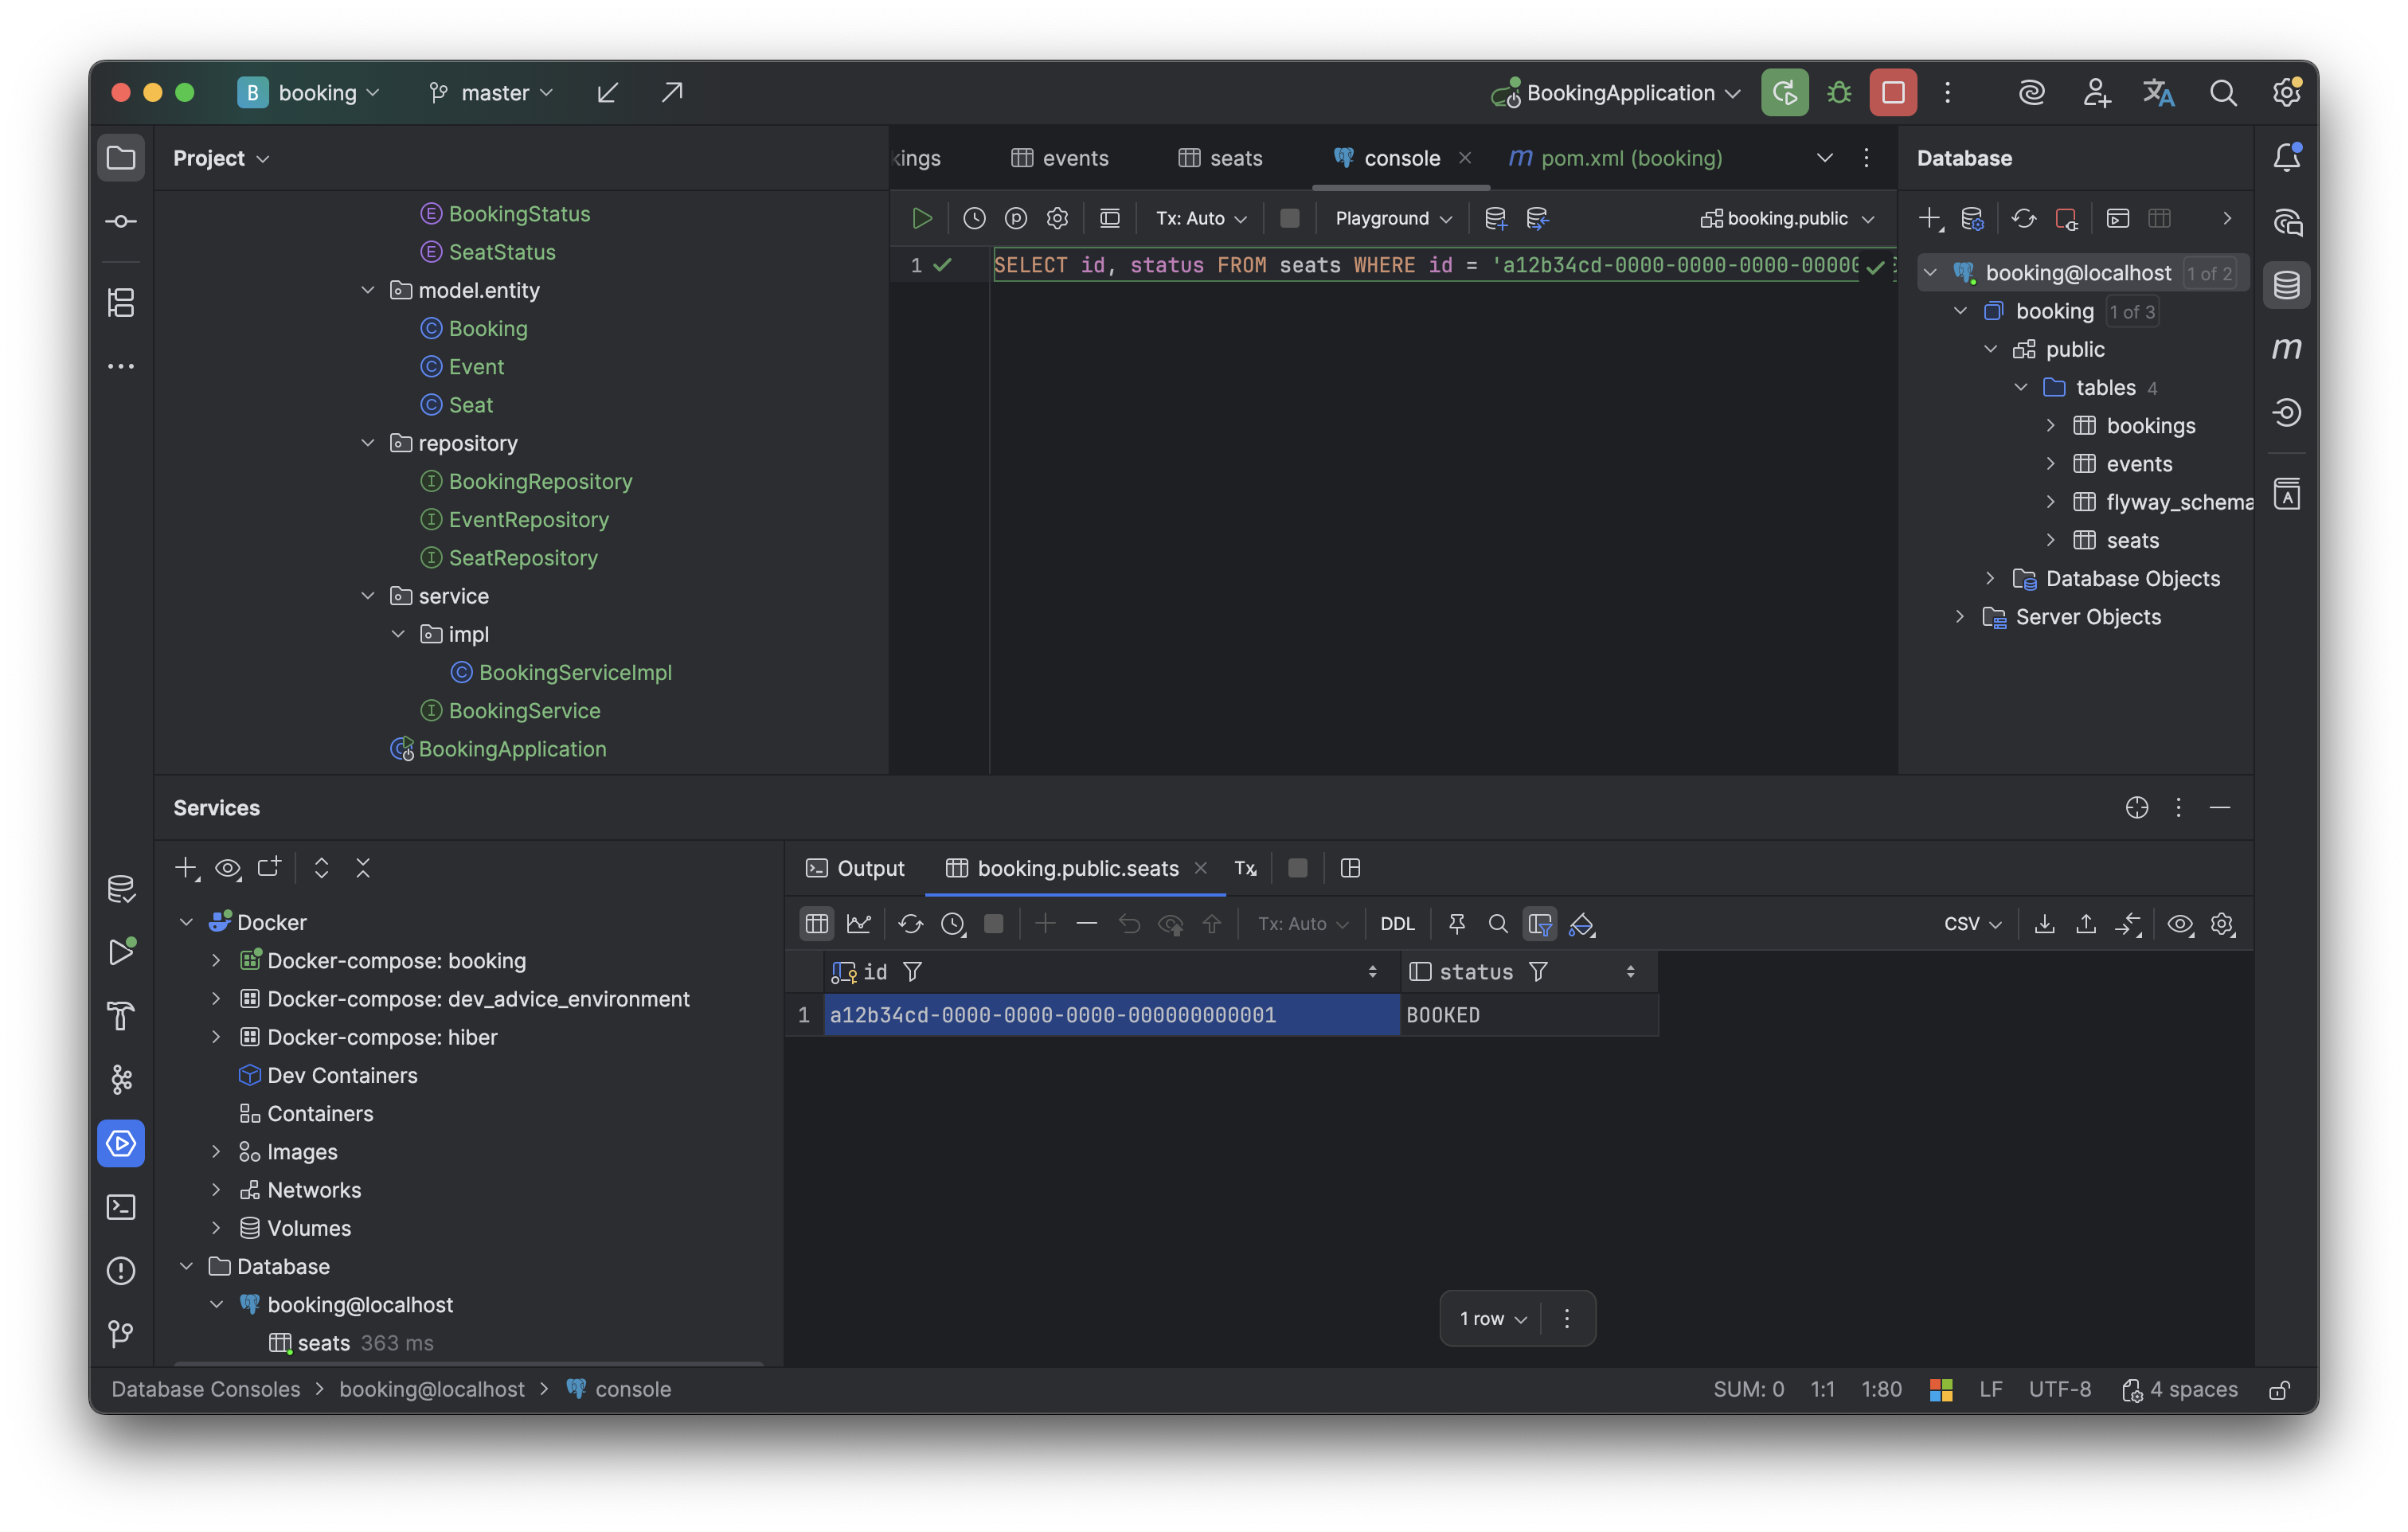 B booking master BookingApplication
Project
BookingStatus
SeatStatus
model.entity
Booking
Event
Seat
repository
BookingRepository
EventRepository
SeatRepository
service
impl
BookingServiceImpl
BookingService
BookingApplication
kings events seats console pom.xml (booking)
Tx: Auto Playground booking.public
1 SELECT id, status FROM seats WHERE id = 'a12b34cd-0000-0000-0000-00000
Database
booking@localhost 1 of 2
booking 1 of 3
public
tables 4
bookings
events
flyway_schema
seats
Database Objects
Server Objects
Services
Docker
Docker-compose: booking
Docker-compose: dev_advice_environment
Docker-compose: hiber
Dev Containers
Containers
Images
Networks
Volumes
Database
booking@localhost
seats 363 ms
Output booking.public.seats Tx
Tx: Auto DDL CSV
id status
1 a12b34cd-0000-0000-0000-000000000001 BOOKED
1 row
Database Consoles > booking@localhost > console
SUM: 0 1:1 1:80 LF UTF-8 4 spaces